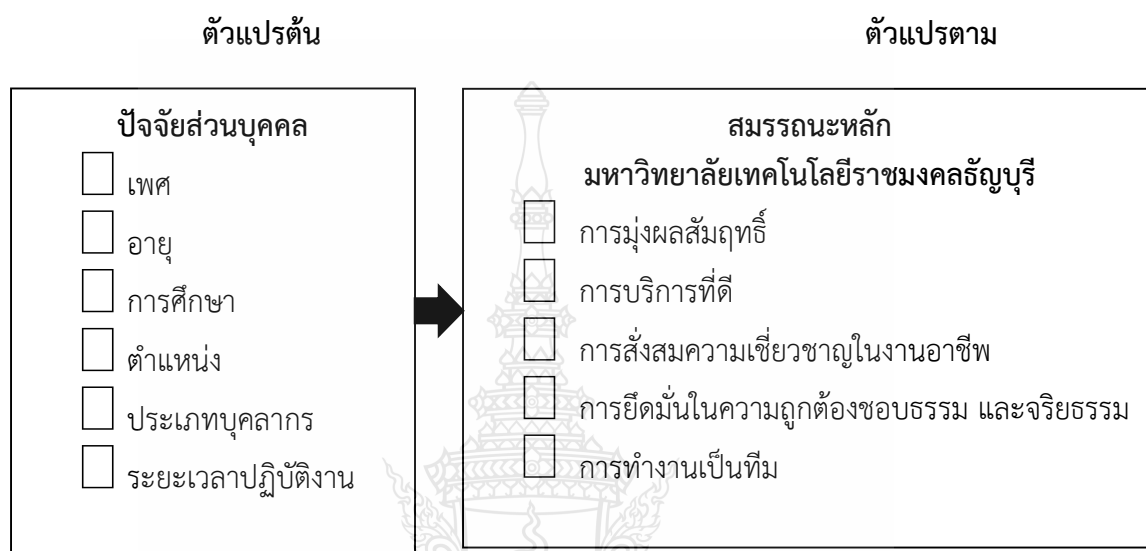 ตัวแปรต้น
ตัวแปรตาม
ปัจจัยส่วนบุคคล
เพศ
อายุ
การศึกษา
ตำแหน่ง
ประเภทบุคลากร
ระยะเวลาปฏิบัติงาน
สมรรถนะหลัก
มหาวิทยาลัยเทคโนโลยีราชมงคลธัญบุรี
การมุ่งผลสัมฤทธิ์
การบริการที่ดี
การสั่งสมความเชี่ยวชาญในงานอาชีพ
การยึดมั่นในความถูกต้องชอบธรรม และจริยธรรม
การทำงานเป็นทีม